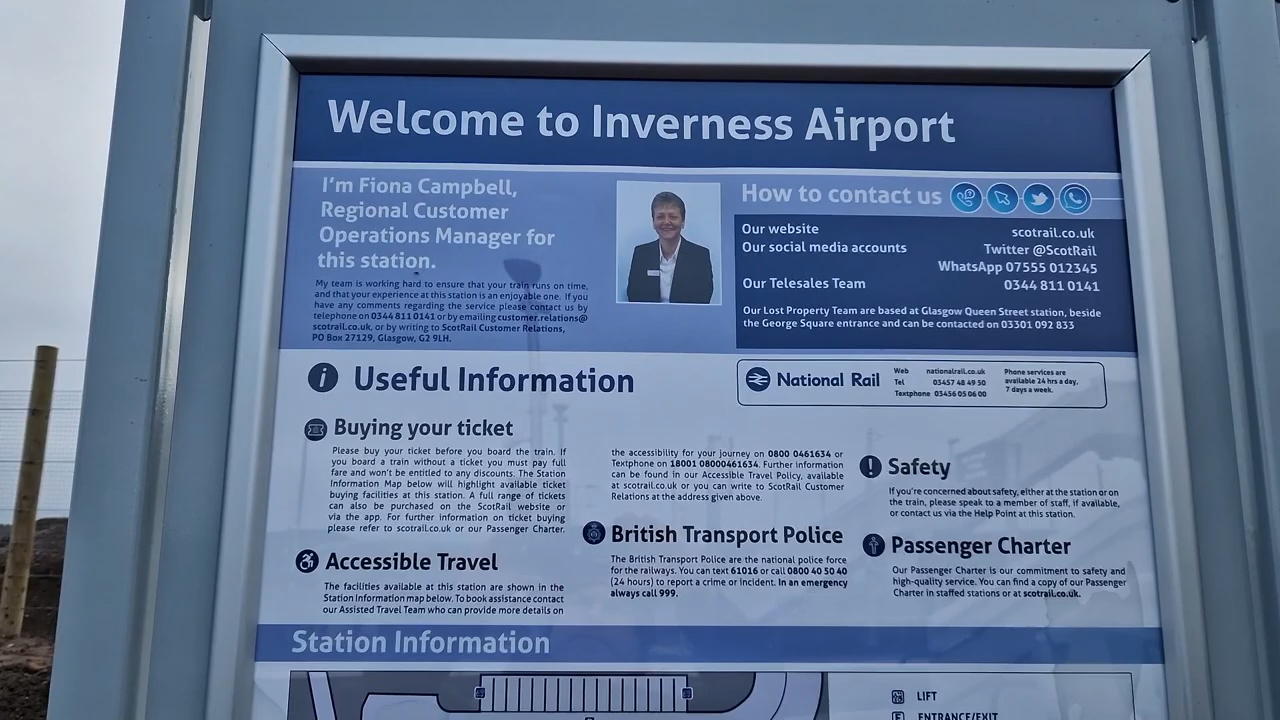 Welcome to Inverness Airport
I'm Fiona Campbell,
Regional Customer
Operations Manager for
this station.
My team is working hard to ensure that your train runs on time,
and that your experience at this station is an enjoyable one. If you
have any comments regarding the service please contact us by
telephone on 0344 811 0141 or by emailing customer.relations@
scotrail.co.uk, or by writing to ScotRail Customer Relations,
PO Box 27129, Glasgow, G2 9LH.
How to contact us
Our website scotrail.co.uk
Our social media accounts Twitter @ScotRail
WhatsApp 07555 012345
Our Telesales Team 0344 811 0141
Our Lost Property Team are based at Glasgow Queen Street station, beside
the George Square entrance and can be contacted on 03301 092 833
i Useful Information
National Rail
Web nationalrail.co.uk
Tel 03457 48 49 50
Textphone 03456 05 06 00
Phone services are
available 24 hrs a day,
7 days a week.
Buying your ticket
Please buy your ticket before you board the train. If
you board a train without a ticket you must pay full
fare and won't be entitled to any discounts. The Station
Information Map below will highlight available ticket
buying facilities at this station. A full range of tickets
can also be purchased on the ScotRail website or
via the app. For further information on ticket buying
please refer to scotrail.co.uk or our Passenger Charter.
Accessible Travel
The facilities available at this station are shown in the
Station Information map below. To book assistance contact
our Assisted Travel Team who can provide more details on
the accessibility for your journey on 0800 0461634 or
Textphone on 18001 08000461634. Further information
can be found in our Accessible Travel Policy, available
at scotrail.co.uk or you can write to ScotRail Customer
Relations at the address given above.
British Transport Police
The British Transport Police are the national police force
for the railways. You can text 61016 or call 0800 40 50 40
(24 hours) to report a crime or incident. In an emergency
always call 999.
! Safety
If you're concerned about safety, either at the station or on
the train, please speak to a member of staff, if available,
or contact us via the Help Point at this station.
Passenger Charter
Our Passenger Charter is our commitment to safety and
high-quality service. You can find a copy of our Passenger
Charter in staffed stations or at scotrail.co.uk.
Station Information
LIFT
E ENTRANCE/EXIT